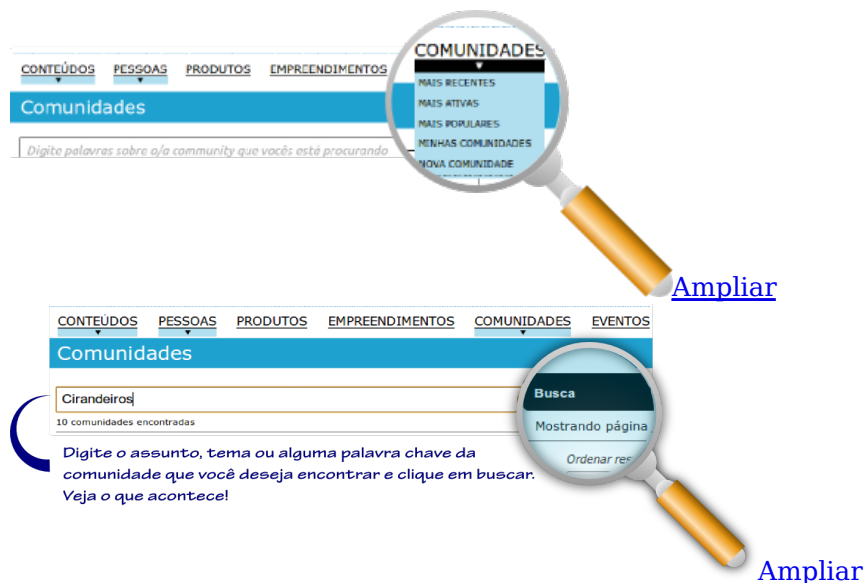 COMUNIDADES
CONTEÚDOS PESSOAS PRODUTOS EMPREENDIMENTOS
MAIS RECENTES
Comunidades
MAIS ATIVAS
MAIS POPULARES
Digite palavras sobre o/a community que vocês está procurando
MINHAS COMUNIDADES
NOVA COMUNIDADE
Ampliar
CONTEÚDOS PESSOAS PRODUTOS EMPREENDIMENTOS COMUNIDADES EVENTOS
Comunidades
Cirandeiros
Busca
10 comunidades encontradas
Mostrando página
Digite o assunto, tema ou alguma palavra chave da
comunidade que você deseja encontrar e clique em buscar.
Veja o que acontece!
Ordenar res
Ampliar